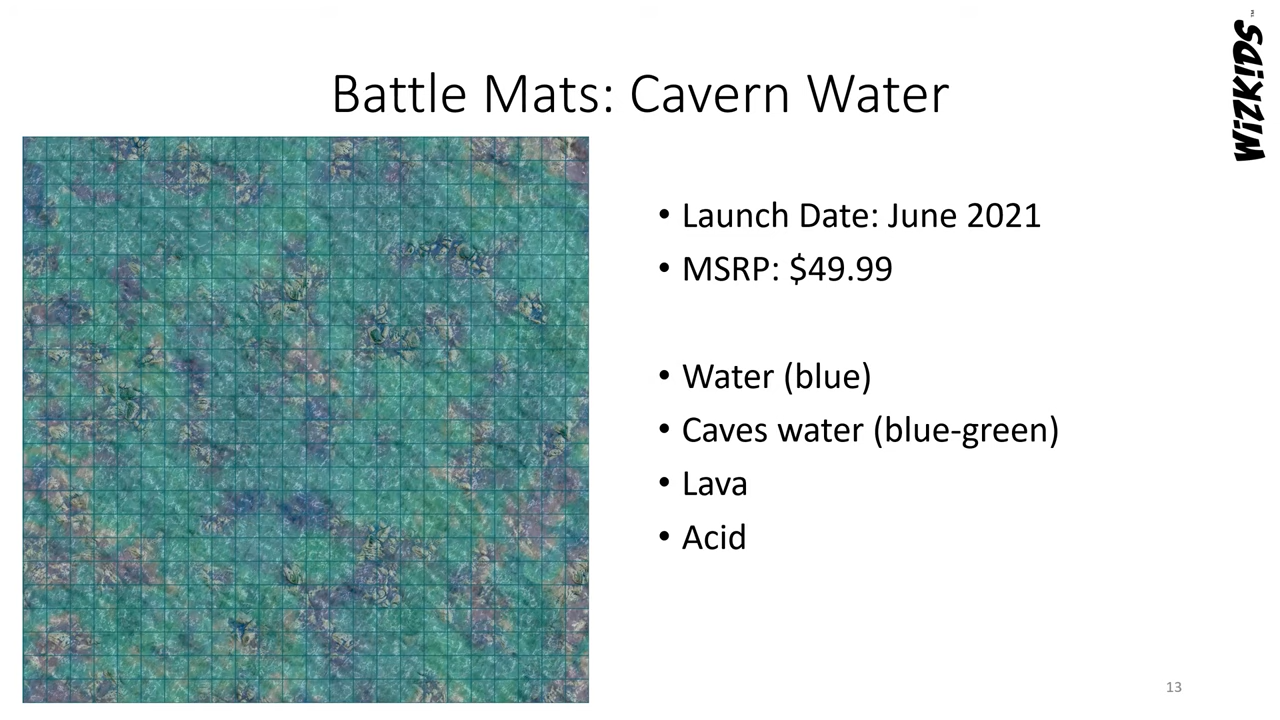 WIZKIDS™
Battle Mats: Cavern Water
• Launch Date: June 2021
• MSRP: $49.99
• Water (blue)
• Caves water (blue-green)
• Lava
• Acid
13